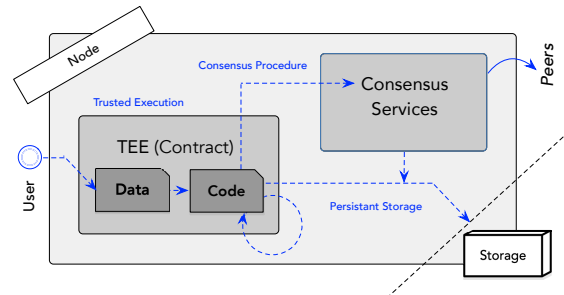 Node
Consensus Procedure
Consensus
Services
Peers
Trusted Execution
TEE (Contract)
User
Data
Code
Persistant Storage
Storage